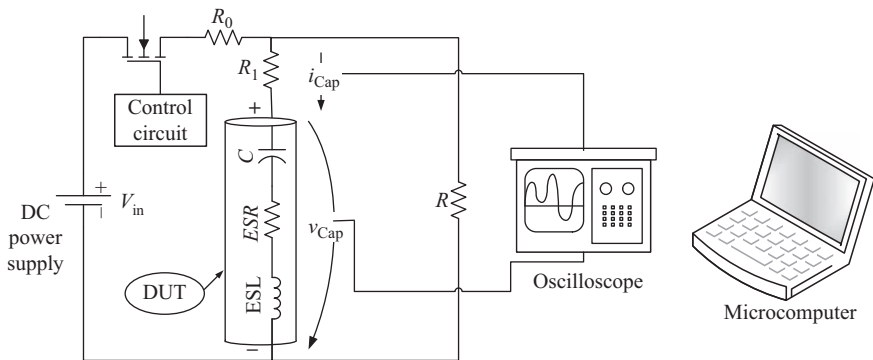 R0
R1
iCap
+
Control
circuit
C
ESR
ESL
+
−
Vin
DC
power
supply
vCap
R
DUT
−
Oscilloscope
Microcomputer